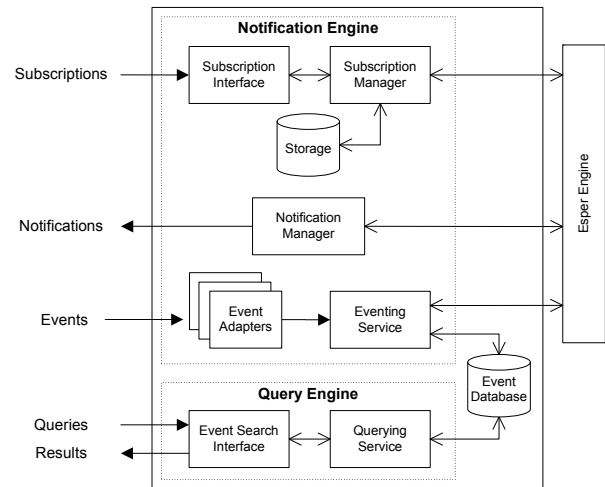 Notification Engine
Subscriptions
Subscription
Interface
Subscription
Manager
Storage
Esper Engine
Notifications
Notification
Manager
Events
Event
Adapters
Eventing
Service
Event
Database
Query Engine
Queries
Results
Event Search
Interface
Querying
Service